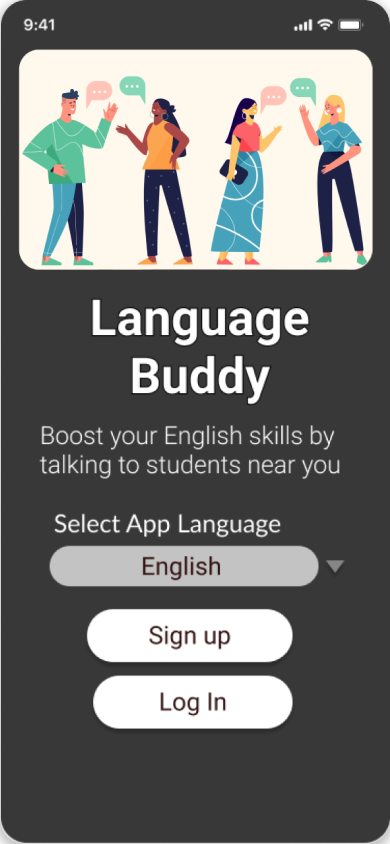 9:41
Language
Buddy
Boost your English skills by
talking to students near you
Select App Language
English
Sign up
Log In